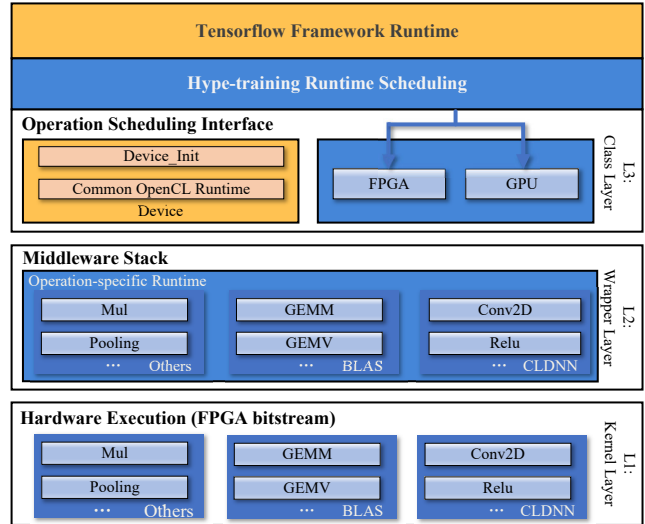 Tensorflow Framework Runtime
Hype-training Runtime Scheduling
Operation Scheduling Interface
Device_Init
Common OpenCL Runtime
Device
FPGA
GPU
L3:
Class Layer
Middleware Stack
Operation-specific Runtime
Mul
Pooling
... Others
GEMM
GEMV
... BLAS
Conv2D
Relu
... CLDNN
L2:
Wrapper Layer
Hardware Execution (FPGA bitstream)
Mul
Pooling
... Others
GEMM
GEMV
... BLAS
Conv2D
Relu
... CLDNN
L1:
Kernel Layer